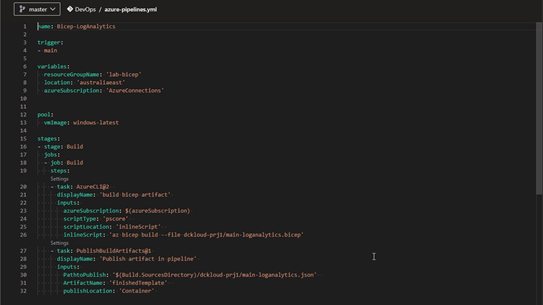 master DevOps / azure-pipelines.yml
1 name: Bicep-LogAnalytics
2
3 trigger:
4 - main
5
6 variables:
7 resourceGroupName: 'lab-bicep'
8 location: 'australiaeast'
9 azureSubscription: 'AzureConnections'
10
11
12 pool:
13 vmImage: windows-latest
14
15 stages:
16 - stage: Build
17 jobs:
18 - job: Build
19 steps:
Settings
20 - task: AzureCLI@2
21 displayName: 'build bicep artifact'
22 inputs:
23 azureSubscription: $(azureSubscription)
24 scriptType: 'pscore'
25 scriptLocation: 'inlineScript'
26 inlineScript: 'az bicep build --file dckloud-prj1/main-loganalytics.bicep'
Settings
27 - task: PublishBuildArtifacts@1
28 displayName: 'Publish artifact in pipeline'
29 inputs:
30 PathtoPublish: '$(Build.SourcesDirectory)/dckloud-prj1/main-loganalytics.json'
31 ArtifactName: 'finishedTemplate'
32 publishLocation: 'Container'